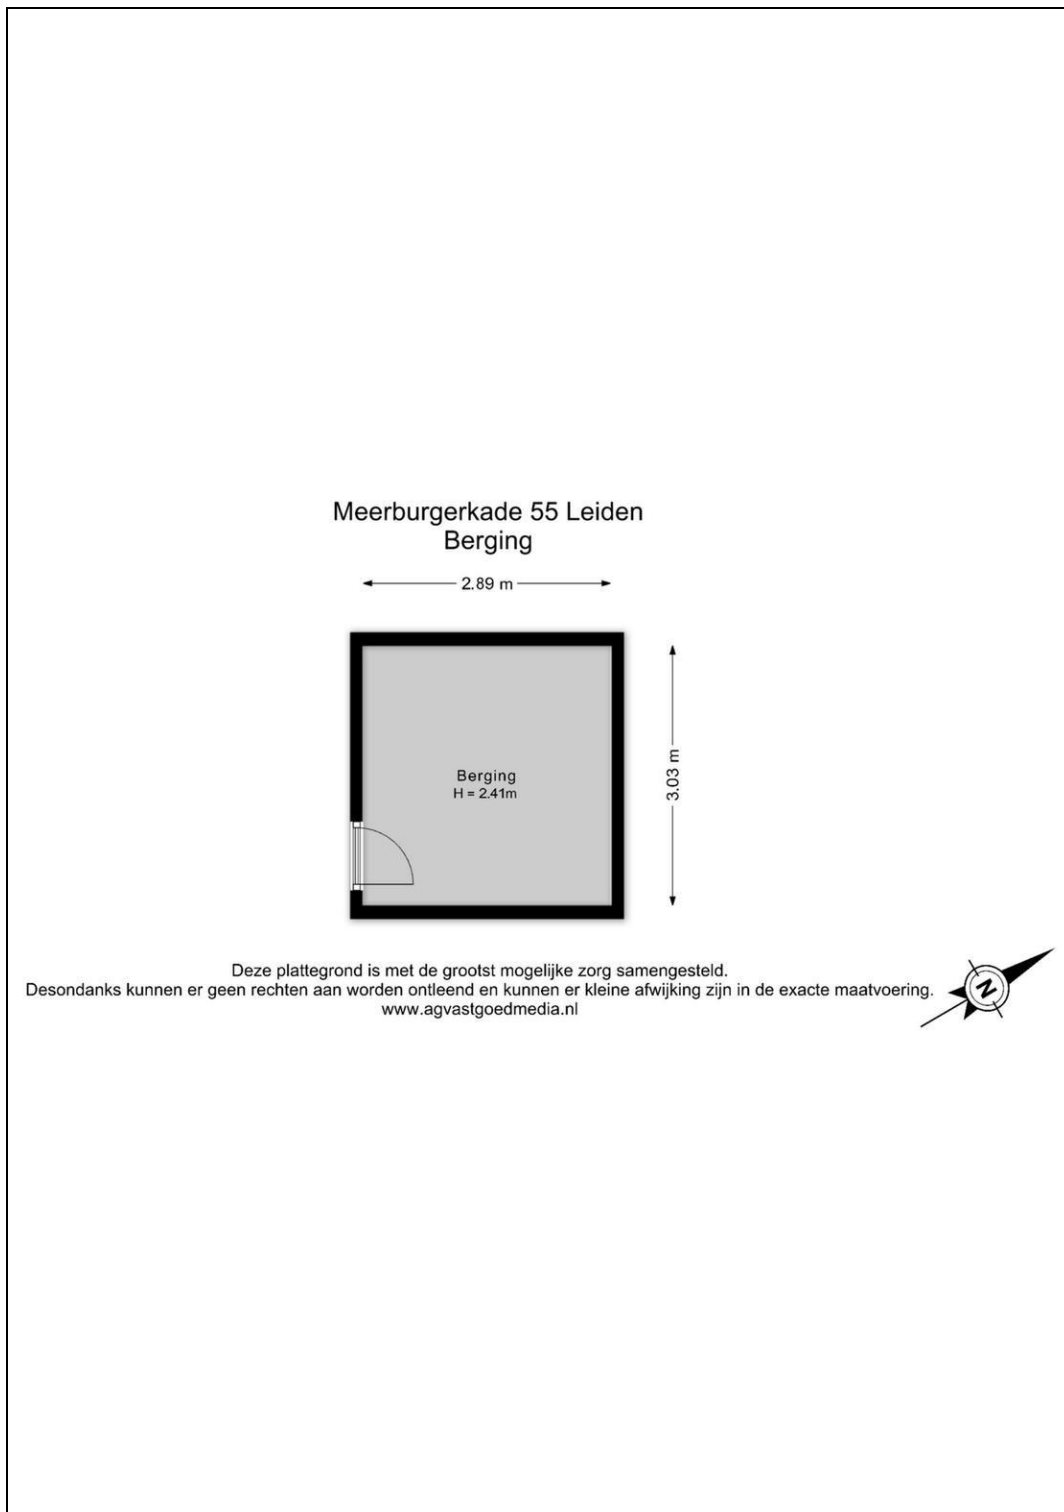 Meerburgerkade 55 Leiden
Berging
2.89 m
3.03 m
Berging
H = 2.41m
Deze plattegrond is met de grootst mogelijke zorg samengesteld.
Desondanks kunnen er geen rechten aan worden ontleend en kunnen er kleine afwijking zijn in de exacte maatvoering.
www.agvastgoedmedia.nl
N